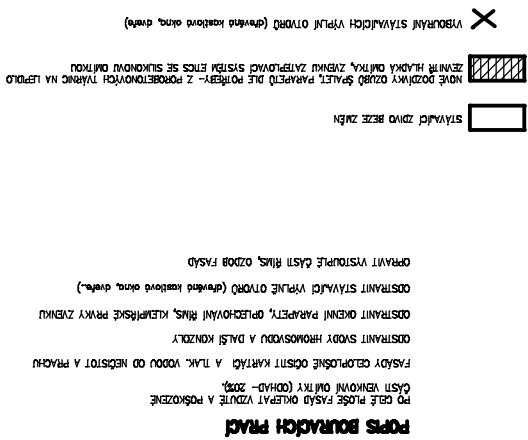 POPIS BOURACÍCH PRACÍ
PO CELÉ PLOŠE FASÁD OKLEPAT VZDUTÉ A POŠKOZENÉ
ČÁSTI VENKOVNÍ OMÍTKY (ODHAD- 20%).
FASÁDY CELOPLOŠNĚ OČISTIT KARTÁČI A TLAK. VODOU OD NEČISTOT A PRACHU
ODSTRANIT SVODY HROMOSVODU A DALŠÍ KONZOLY
ODSTRANIT OKENNÍ PARAPETY, OPLECHOVÁNÍ ŘÍMS, KLEMPÍŘSKÉ PRVKY ZVENKU
ODSTRANIT STÁVAJÍCÍ VÝPLNĚ OTVORŮ (dřevěná kastlová okna, dveře..)
OPRAVIT VYSTOUPLÉ ČÁSTI ŘÍMS, OZDOB FASÁD
STÁVAJÍCÍ ZDIVO BEZE ZMĚN
NOVÉ DOZDÍVKY OZUBŮ ŠPALET, PARAPETŮ DLE POTŘEBY- Z POROBETONOVÝCH TVÁRNIC NA LEPIDLO
ZEVNITŘ HLADKÁ OMÍTKA, ZVENKU ZATEPLOVACÍ SYSTÉM ETICS SE SILIKONOVOU OMÍTKOU
VYBOURÁNÍ STÁVAJÍCÍCH VÝPLNÍ OTVORŮ (dřevěná kastlová okna, dveře)